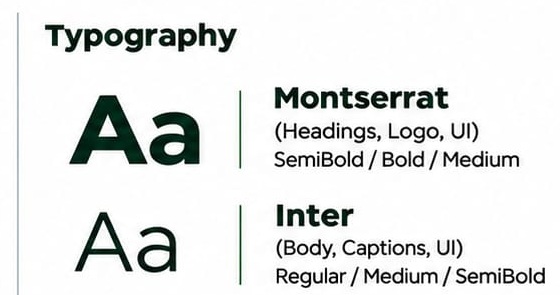 Typography
Aa
Montserrat
(Headings, Logo, UI)
SemiBold / Bold / Medium
Aa
Inter
(Body, Captions, UI)
Regular / Medium / SemiBold